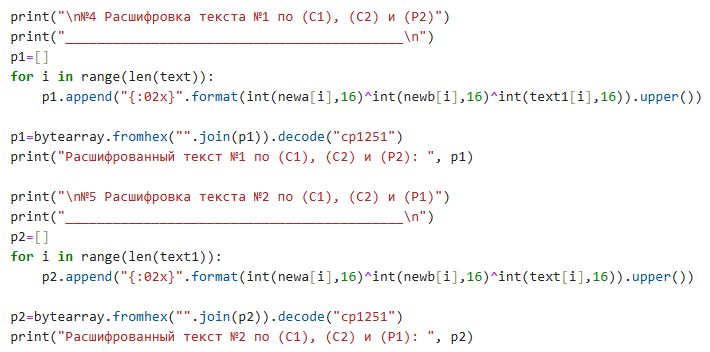 print("\n№4 Расшифровка текста №1 по (C1), (C2) и (P2)")
print("___________________________________________\n")
p1=[]
for i in range(len(text)):
    p1.append("{:02x}".format(int(newa[i],16)^int(newb[i],16)^int(text1[i],16)).upper())

p1=bytearray.fromhex("".join(p1)).decode("cp1251")
print("Расшифрованный текст №1 по (C1), (C2) и (P2): ", p1)

print("\n№5 Расшифровка текста №2 по (C1), (C2) и (P1)")
print("___________________________________________\n")
p2=[]
for i in range(len(text1)):
    p2.append("{:02x}".format(int(newa[i],16)^int(newb[i],16)^int(text[i],16)).upper())

p2=bytearray.fromhex("".join(p2)).decode("cp1251")
print("Расшифрованный текст №2 по (C1), (C2) и (P1): ", p2)